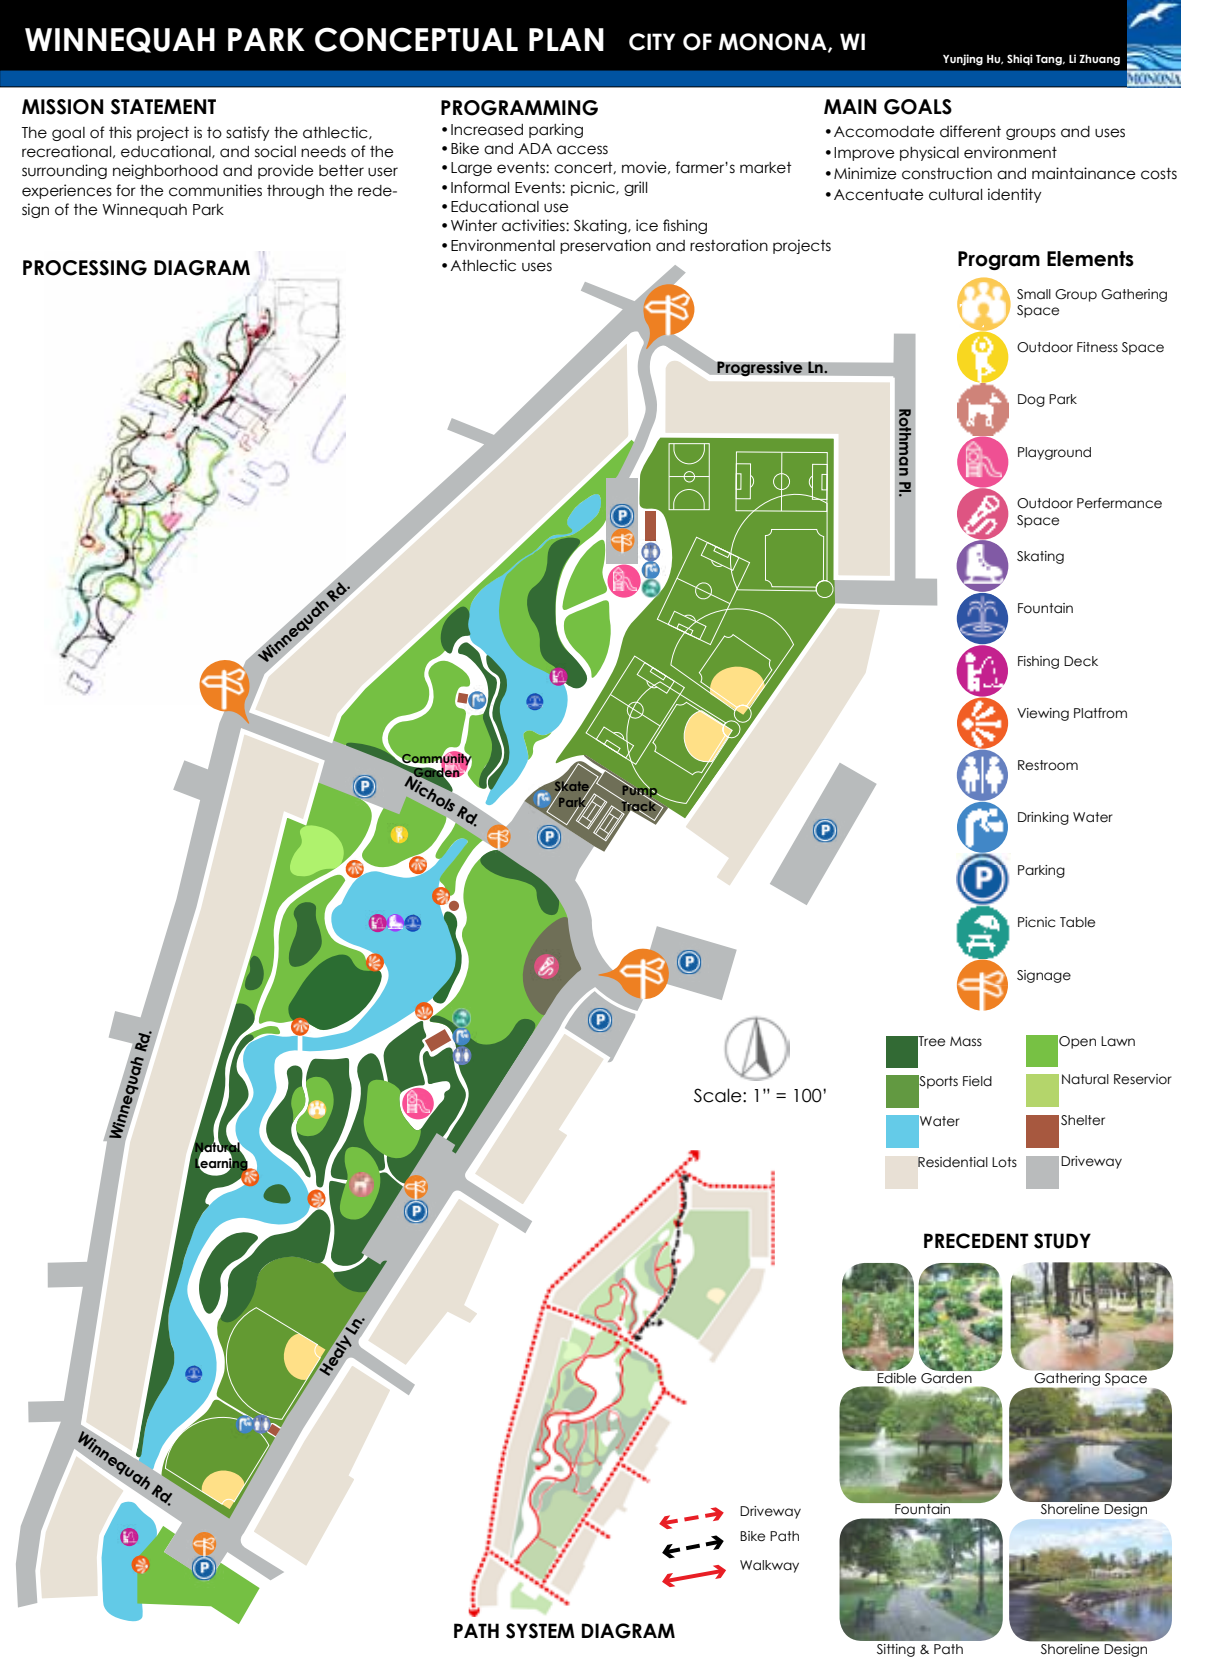 WINNEQUAH PARK CONCEPTUAL PLAN CITY OF MONONA, WI
Yunjing Hu, Shiqi Tang, Li Zhuang
MONONA
MISSION STATEMENT
The goal of this project is to satisfy the athlectic,
recreational, educational, and social needs of the
surrounding neighborhood and provide better user
experiences for the communities through the rede-
sign of the Winnequah Park
PROGRAMMING
•Increased parking
•Bike and ADA access
•Large events: concert, movie, farmer's market
•Informal Events: picnic, grill
•Educational use
•Winter activities: Skating, ice fishing
•Environmental preservation and restoration projects
•Athlectic uses
MAIN GOALS
•Accomodate different groups and uses
•Improve physical environment
•Minimize construction and maintainance costs
•Accentuate cultural identity
PROCESSING DIAGRAM
Program Elements
Small Group Gathering
Space
Outdoor Fitness Space
Dog Park
Playground
Outdoor Perfermance
Space
Skating
Fountain
Fishing Deck
Viewing Platfrom
Restroom
Drinking Water
P
Parking
Picnic Table
Signage
Progressive Ln.
Rothman Pl.
P
Winnequah Rd.
Community
Garden
Nichols Rd.
P
Skate
Park
Pump
Track
P
P
P
P
Winnequah Rd.
Natural
Learning
P
Healy Ln.
Winnequah Rd.
P
Scale: 1" = 100'
Tree Mass
Open Lawn
Sports Field
Natural Reservior
Water
Shelter
Residential Lots
Driveway
Driveway
Bike Path
Walkway
PATH SYSTEM DIAGRAM
PRECEDENT STUDY
Edible Garden
Gathering Space
Fountain
Shoreline Design
Sitting & Path
Shoreline Design